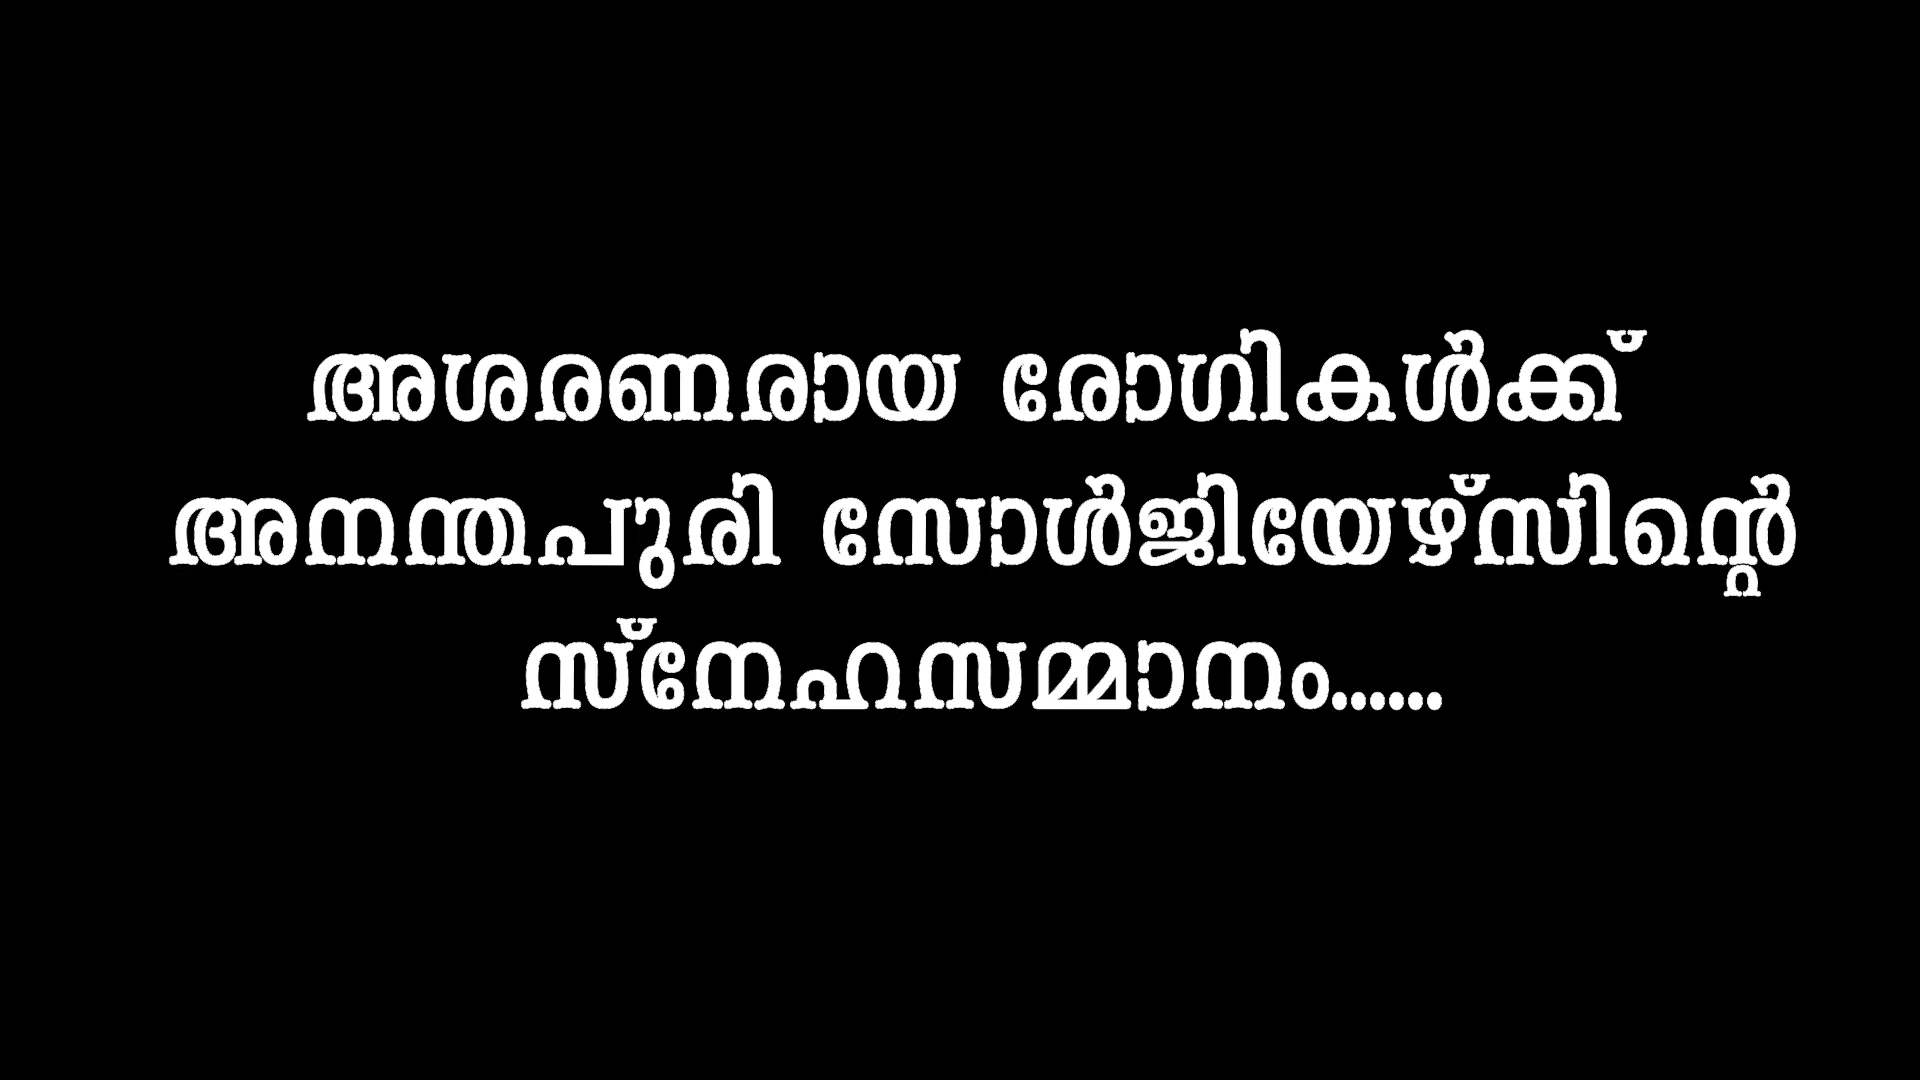 അശരണരായ രോഗികൾക്ക്
അനന്തപുരി സോൾജിയേഴ്സിന്റെ
സ്നേഹസമ്മാനം......